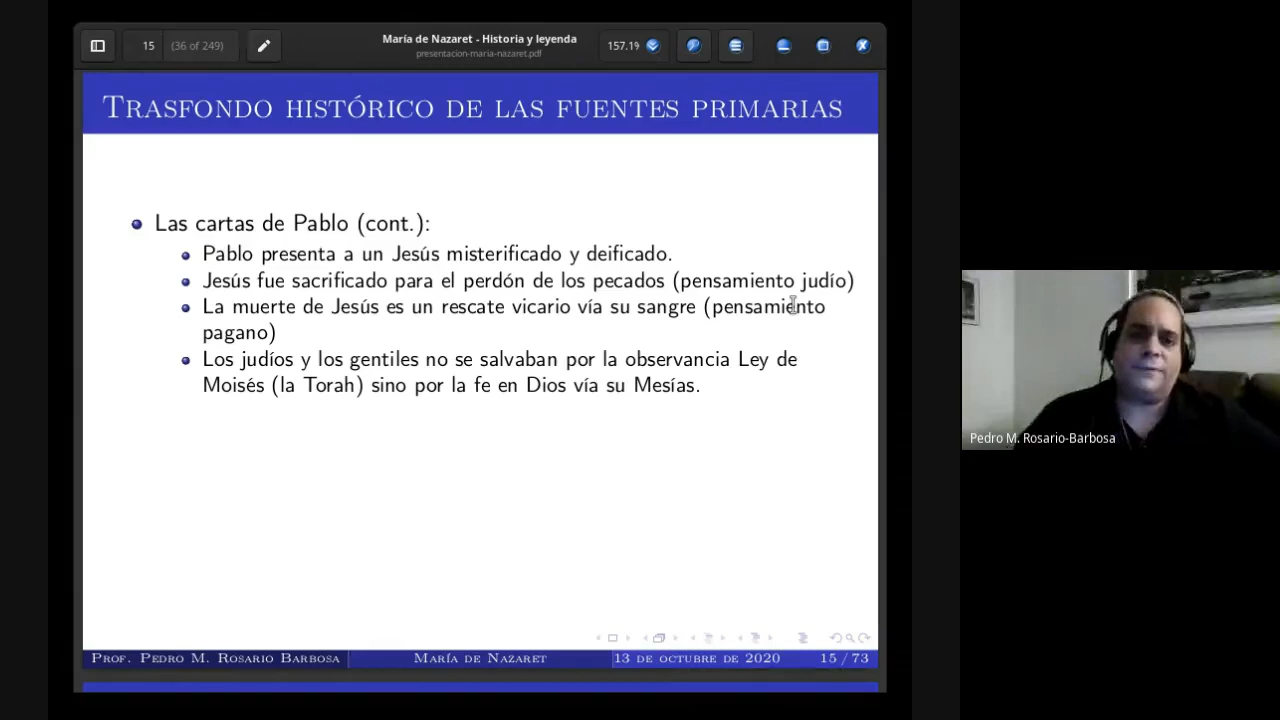 15
(36 of 249)
María de Nazaret - Historia y leyenda
presentacion-maria-nazaret.pdf
157.19
TRASFONDO HISTÓRICO DE LAS FUENTES PRIMARIAS
Las cartas de Pablo (cont.):
Pablo presenta a un Jesús misterificado y deificado.
Jesús fue sacrificado para el perdón de los pecados (pensamiento judío)
La muerte de Jesús es un rescate vicario vía su sangre (pensamiento
pagano)
Los judíos y los gentiles no se salvaban por la observancia Ley de
Moisés (la Torah) sino por la fe en Dios vía su Mesías.
PROF. PEDRO M. ROSARIO BARBOSA
MARÍA DE NAZARET
13 DE OCTUBRE DE 2020
15 / 73
Pedro M. Rosario-Barbosa